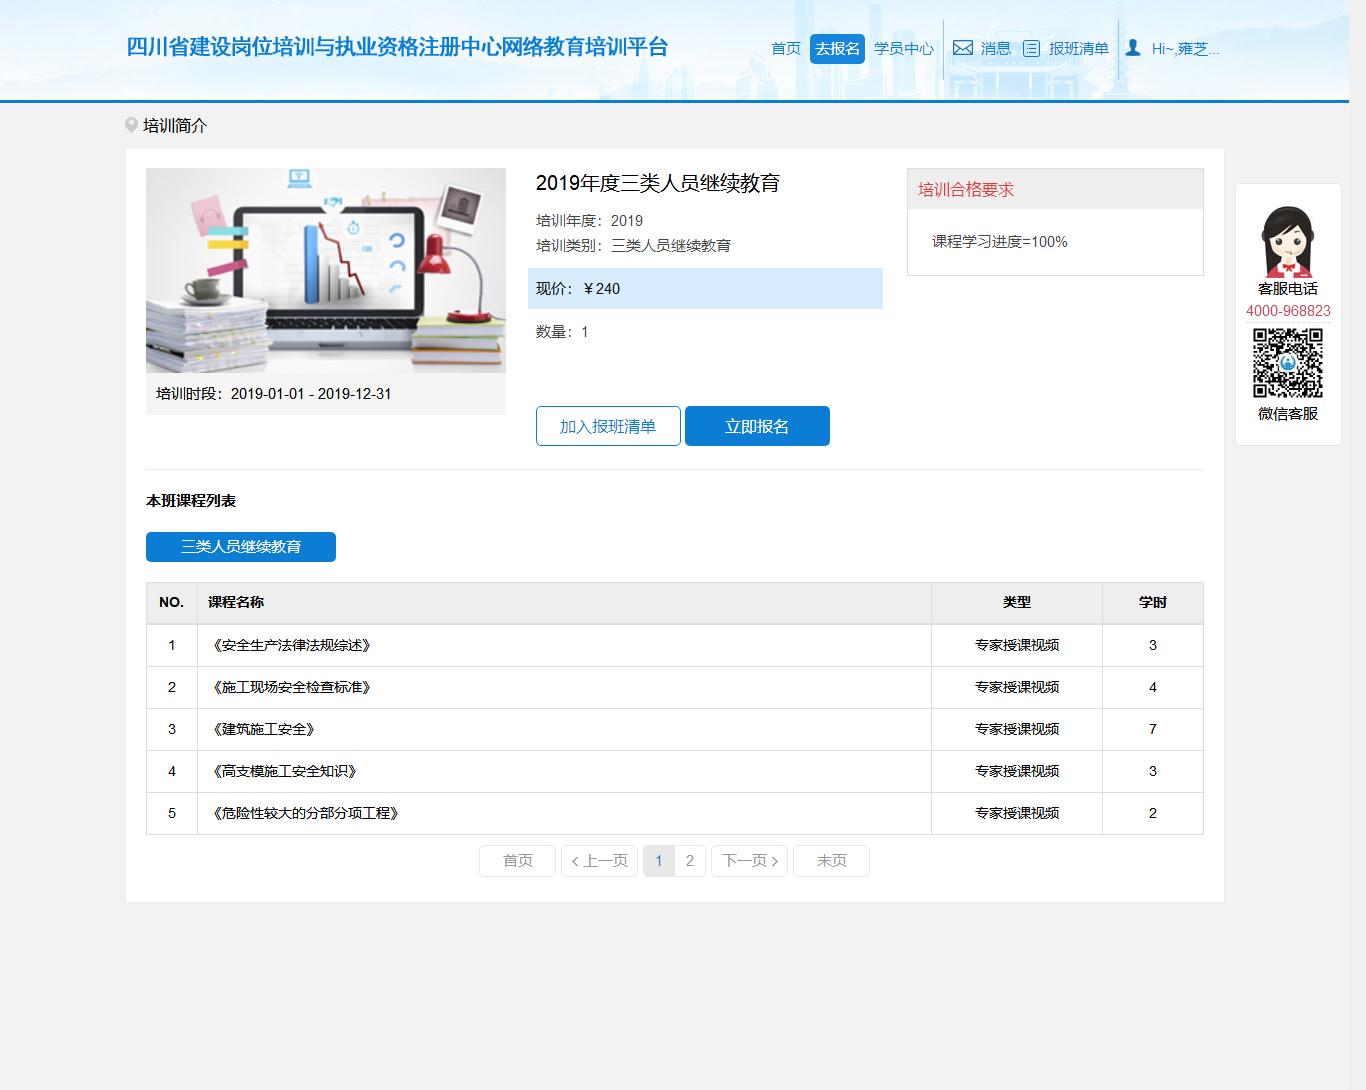 四川省建设岗位培训与执业资格注册中心网络教育培训平台
首页 去报名 学员中心 消息 报班清单 Hi~,雍芝...
培训简介
2019年度三类人员继续教育
培训年度：2019
培训类别：三类人员继续教育
现价：￥240
数量：1
培训时段：2019-01-01 - 2019-12-31
加入报班清单 立即报名
培训合格要求
课程学习进度=100%
客服电话
4000-968823
微信客服
本班课程列表
三类人员继续教育
NO. 课程名称 类型 学时
1 《安全生产法律法规综述》 专家授课视频 3
2 《施工现场安全检查标准》 专家授课视频 4
3 《建筑施工安全》 专家授课视频 7
4 《高支模施工安全知识》 专家授课视频 3
5 《危险性较大的分部分项工程》 专家授课视频 2
首页 < 上一页 1 2 下一页 > 末页